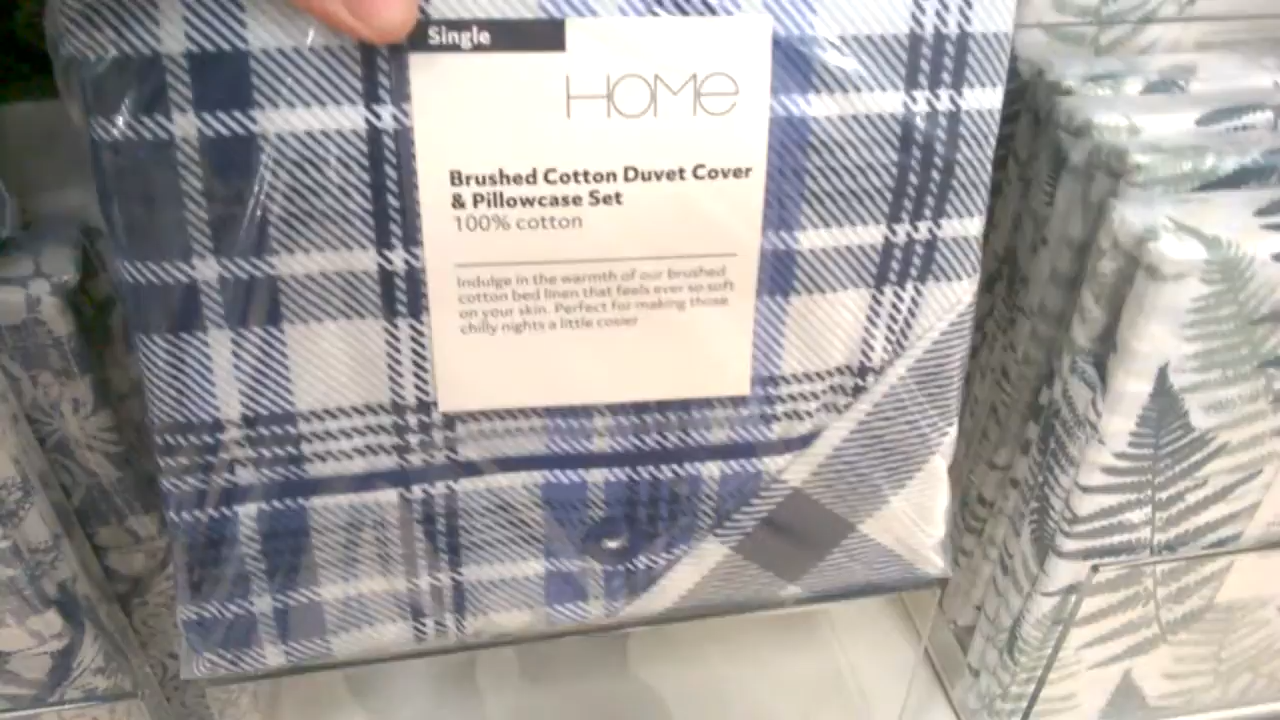 Single
HOME
Brushed Cotton Duvet Cover
& Pillowcase Set
100% cotton
Indulge in the warmth of our brushed
cotton bed linen that feels ever so soft
on your skin. Perfect for making those
chilly nights a little cosier